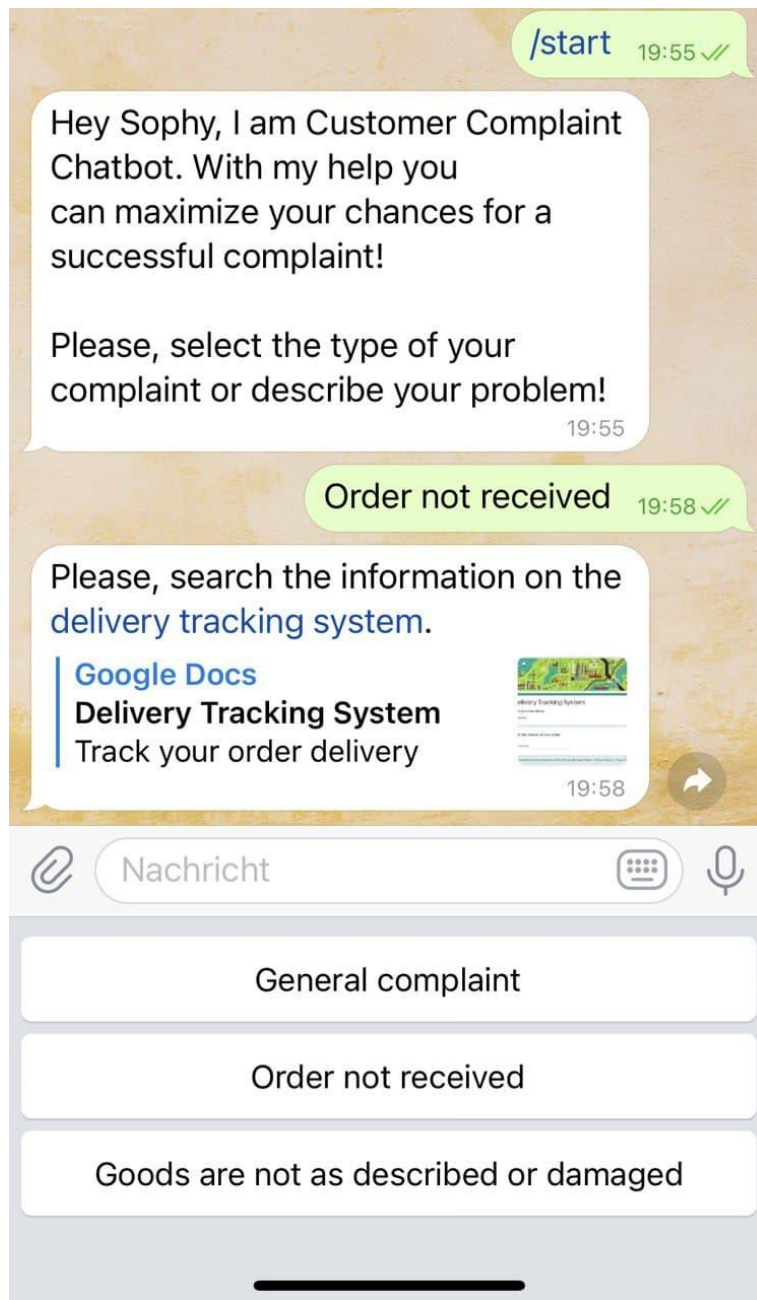 /start 19:55
Hey Sophy, I am Customer Complaint
Chatbot. With my help you
can maximize your chances for a
successful complaint!
Please, select the type of your
complaint or describe your problem!
19:55
Order not received 19:58
Please, search the information on the
delivery tracking system.
Google Docs
Delivery Tracking System
Track your order delivery
19:58
Nachricht
General complaint
Order not received
Goods are not as described or damaged